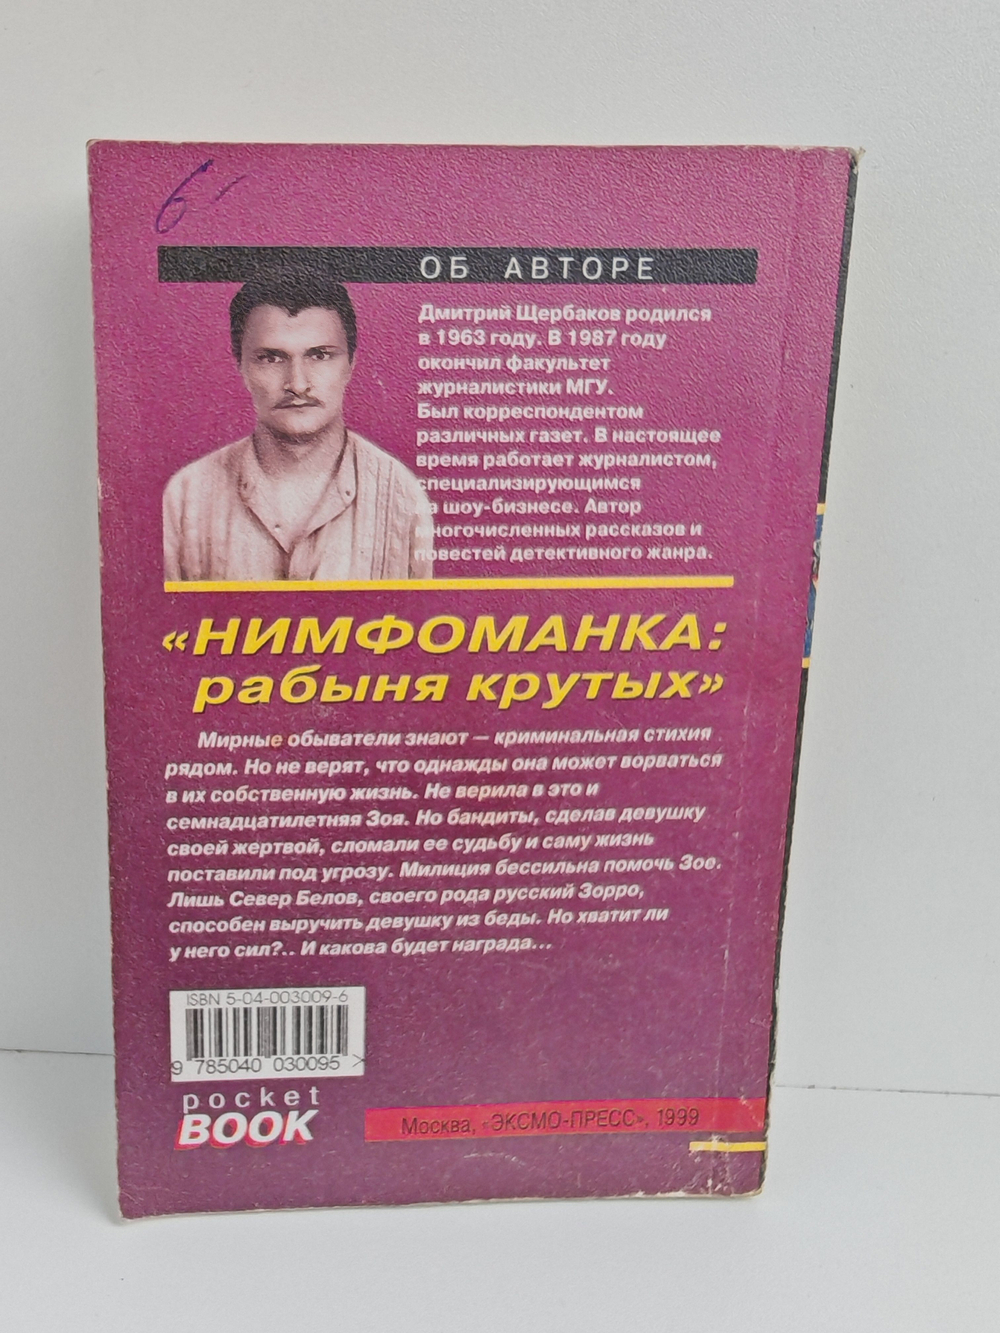 6-
ОБ АВТОРЕ
Дмитрий Щербаков родился
в 1963 году. В 1987 году
окончил факультет
журналистики МГУ.
Был корреспондентом
различных газет. В настоящее
время работает журналистом,
специализирующимся
на шоу-бизнесе. Автор
многочисленных рассказов и
повестей детективного жанра.
«НИМФОМАНКА:
рабыня крутых»
Мирные обыватели знают — криминальная стихия
рядом. Но не верят, что однажды она может ворваться
в их собственную жизнь. Не верила в это и
семнадцатилетняя Зоя. Но бандиты, сделав девушку
своей жертвой, сломали ее судьбу и саму жизнь
поставили под угрозу. Милиция бессильна помочь Зое.
Лишь Север Белов, своего рода русский Зорро,
способен выручить девушку из беды. Но хватит ли
у него сил?.. И какова будет награда...
ISBN 5-04-003009-6
9 785040 030095 >
pocket
BOOK
Москва, «ЭКСМО-ПРЕСС», 1999